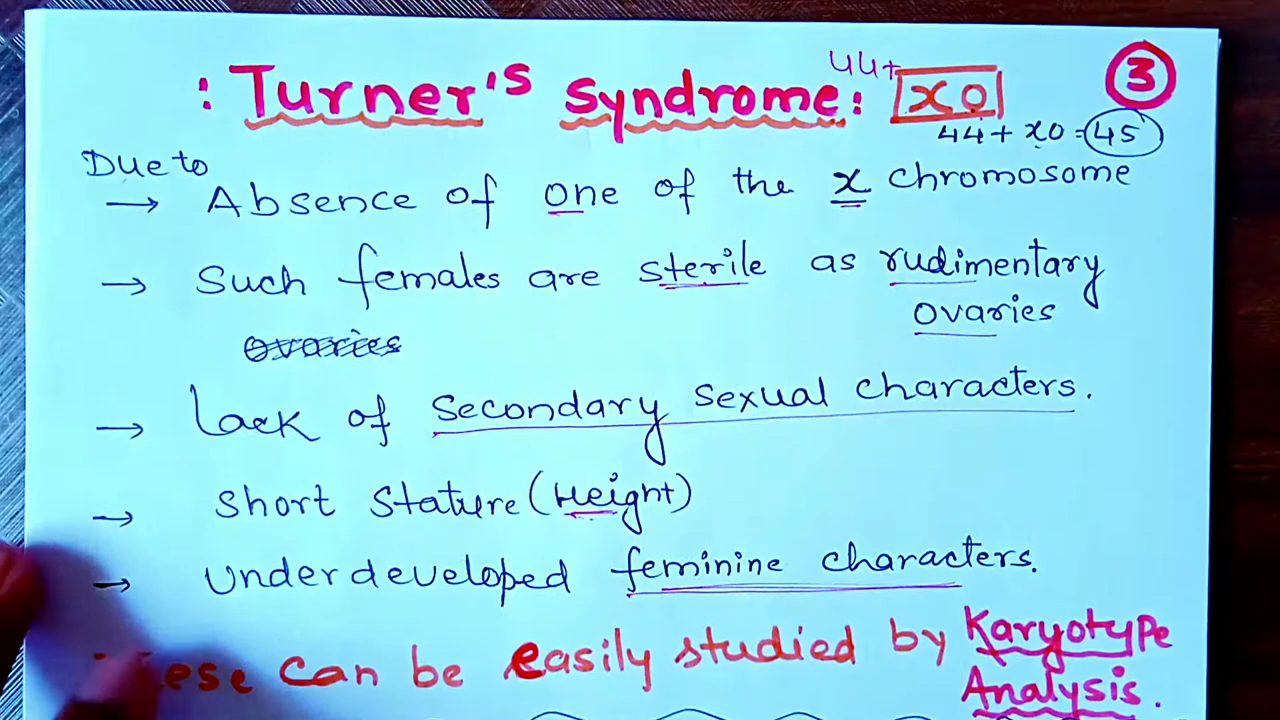 : Turner's Syndrome: 44+ XO 3
44 + XO = 45
Due to
→ Absence of one of the X chromosome
→ Such females are sterile as rudimentary
ovaries
ovaries
→ Lack of Secondary Sexual characters.
→ Short Stature (Height)
→ Underdeveloped feminine characters.
can be easily studied by Karyotype
Analysis.